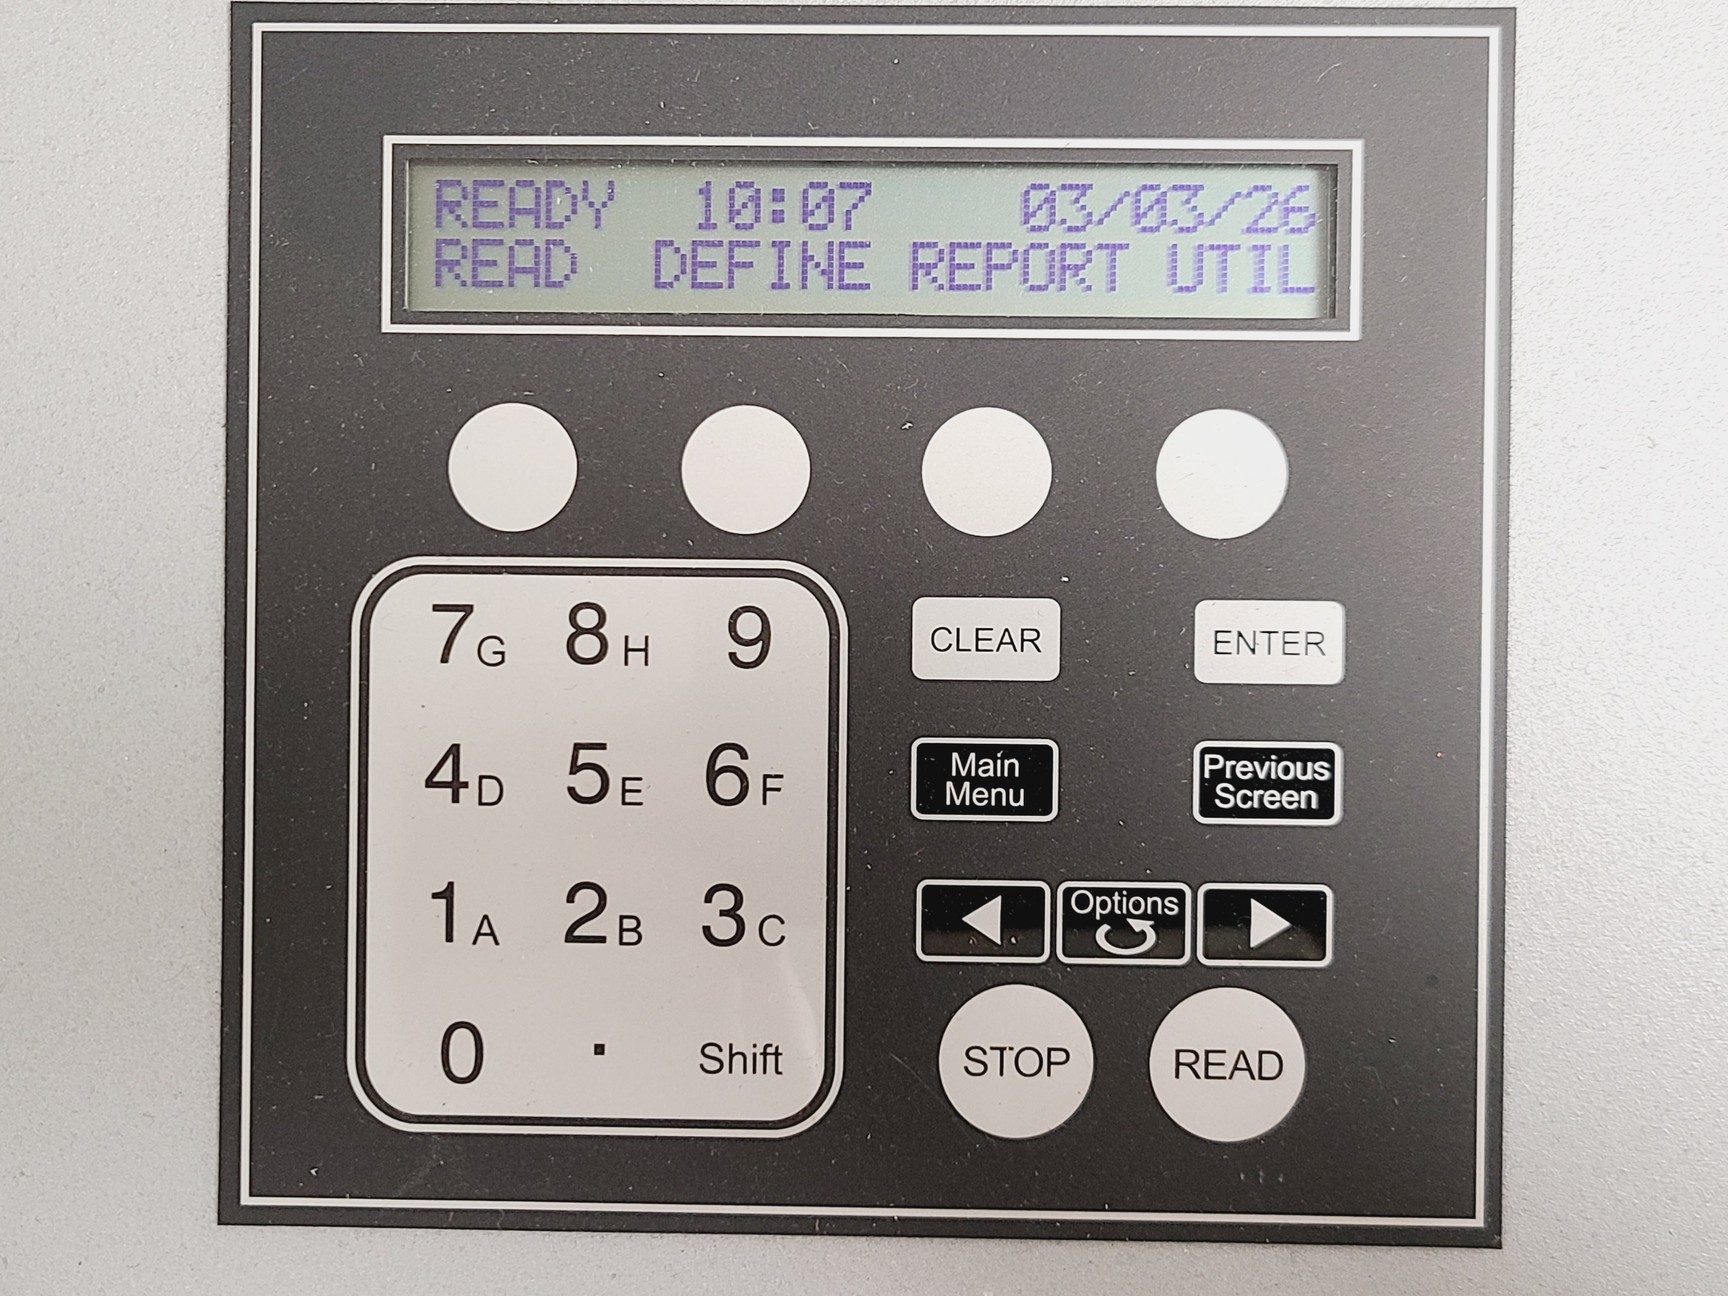 READY 10:07 03/03/26
READ DEFINE REPORT UTIL
7G 8H 9
CLEAR ENTER
4D 5E 6F
Main Menu
Previous Screen
1A 2B 3C
Options
0 . Shift
STOP READ